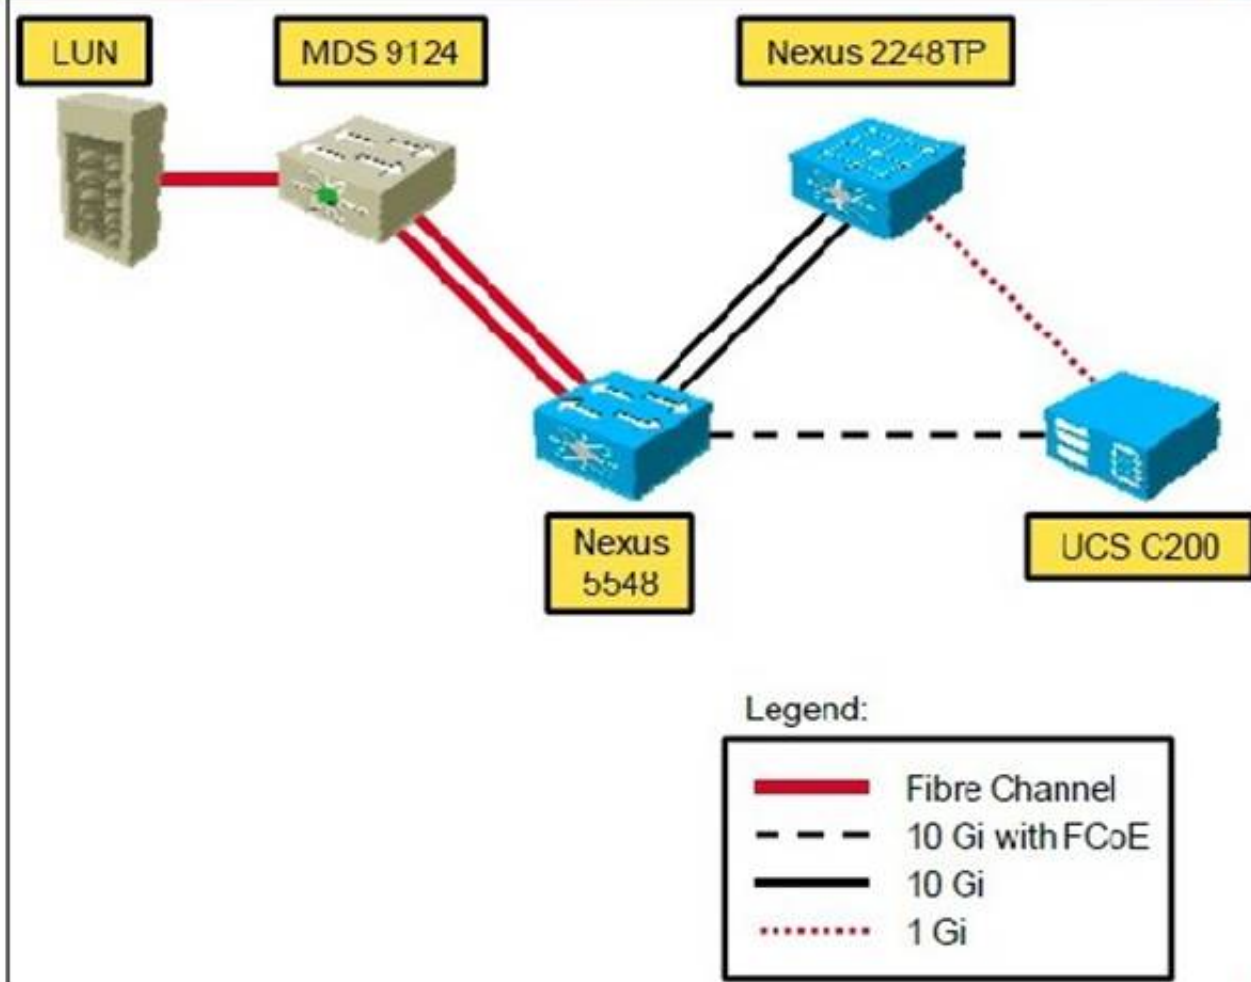 LUN
MDS 9124
Nexus 2248TP
Nexus
5548
UCS C200
Legend:
Fibre Channel
10 Gi with FCoE
10 Gi
1 Gi